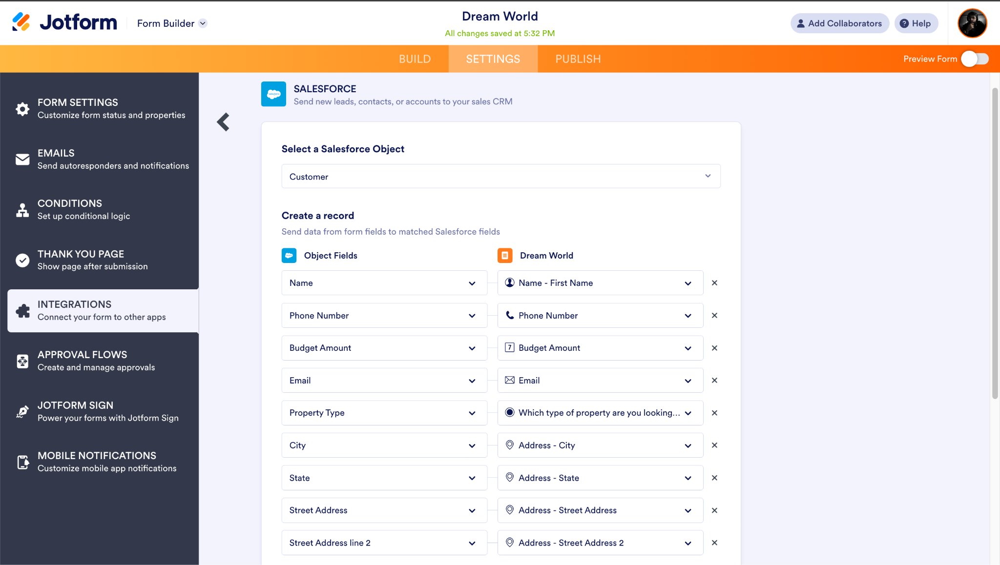 Jotform
Form Builder
Dream World
All changes saved at 5:32 PM
Add Collaborators
Help
BUILD
SETTINGS
PUBLISH
Preview Form
FORM SETTINGS
Customize form status and properties
EMAILS
Send autoresponders and notifications
CONDITIONS
Set up conditional logic
THANK YOU PAGE
Show page after submission
INTEGRATIONS
Connect your form to other apps
APPROVAL FLOWS
Create and manage approvals
JOTFORM SIGN
Power your forms with Jotform Sign
MOBILE NOTIFICATIONS
Customize mobile app notifications
salesforce
SALESFORCE
Send new leads, contacts, or accounts to your sales CRM
Select a Salesforce Object
Customer
Create a record
Send data from form fields to matched Salesforce fields
Object Fields
Dream World
Name
Name - First Name
Phone Number
Phone Number
Budget Amount
7 Budget Amount
Email
Email
Property Type
Which type of property are you looking...
City
Address - City
State
Address - State
Street Address
Address - Street Address
Street Address line 2
Address - Street Address 2